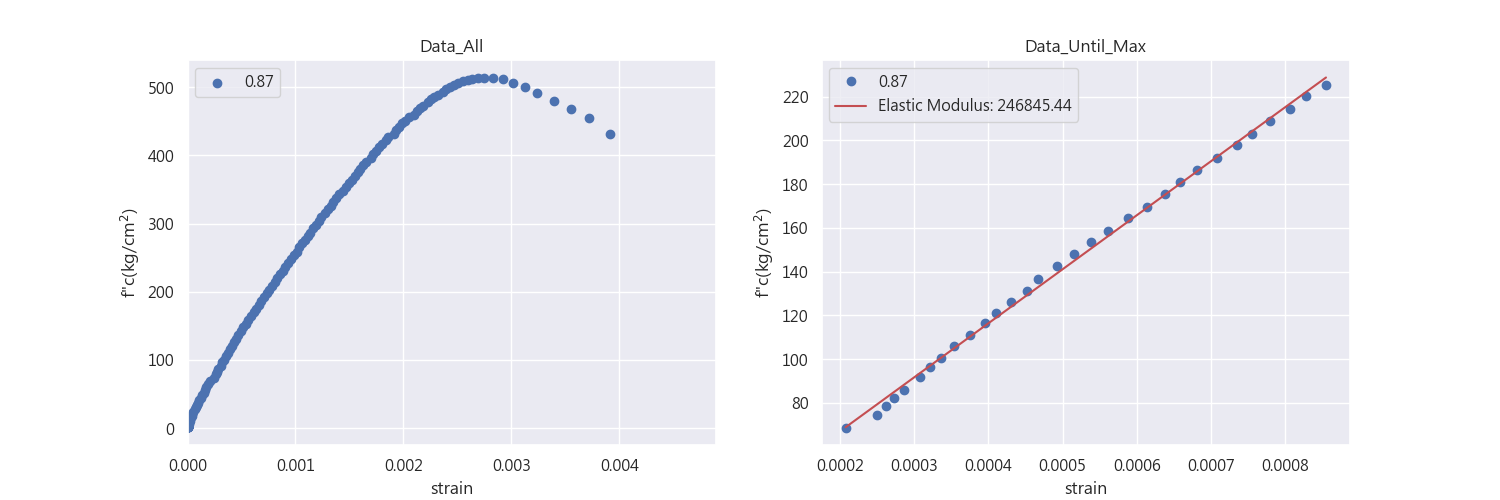 Data_All
0.87
500
400
300
200
100
0
f"c(kg/cm²)
0.000 0.001 0.002 0.003 0.004
strain
Data_Until_Max
0.87
Elastic Modulus: 246845.44
220
200
180
160
140
120
100
80
f"c(kg/cm²)
0.0002 0.0003 0.0004 0.0005 0.0006 0.0007 0.0008
strain